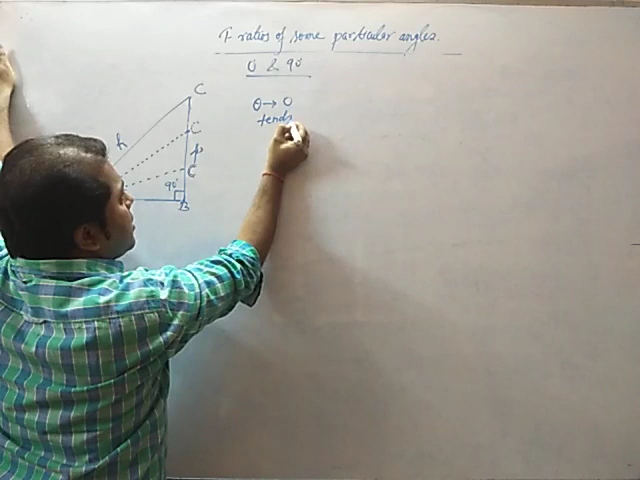 T ratios of some particular angles.
0 & 90°
C
θ → 0
tends
h
C
p
C
90°
B